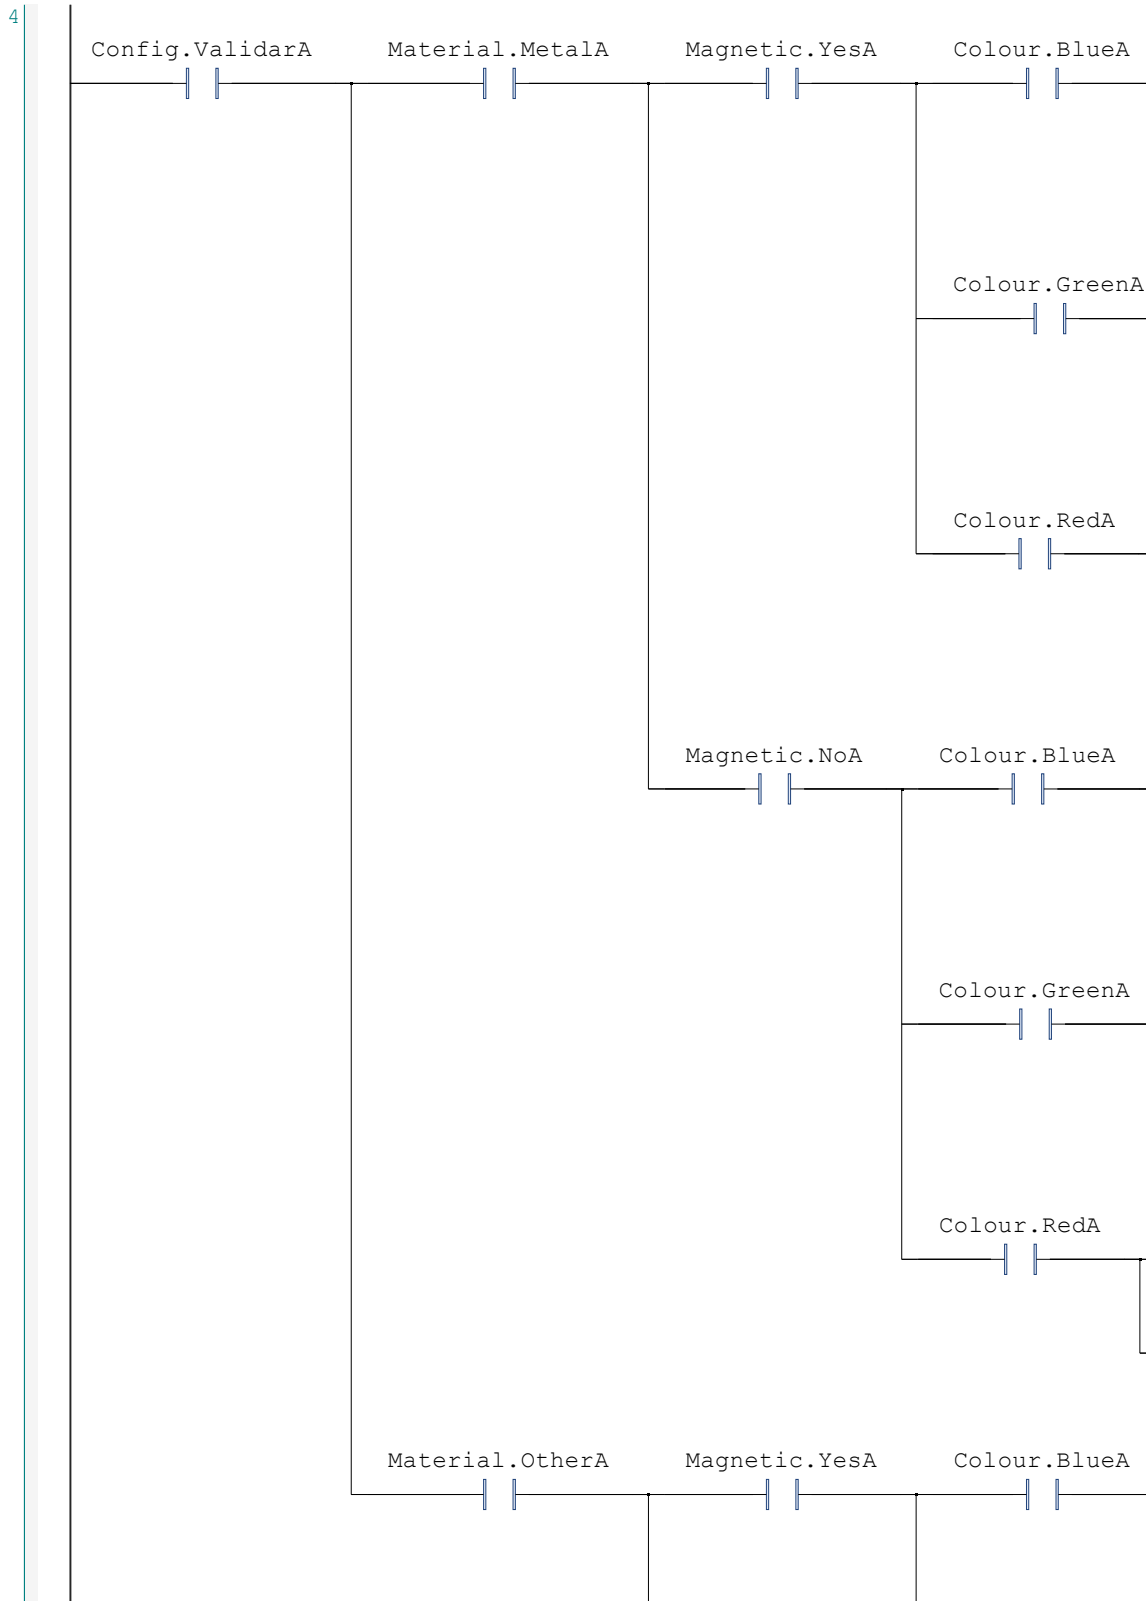 4
Config.ValidarA Material.MetalA Magnetic.YesA Colour.BlueA
Colour.GreenA
Colour.RedA
Magnetic.NoA Colour.BlueA
Colour.GreenA
Colour.RedA
Material.OtherA Magnetic.YesA Colour.BlueA